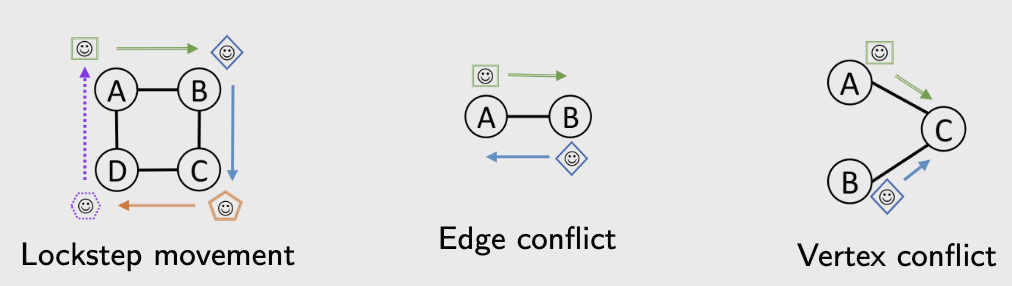 A B
D C
Lockstep movement
A B
Edge conflict
A
C
B
Vertex conflict